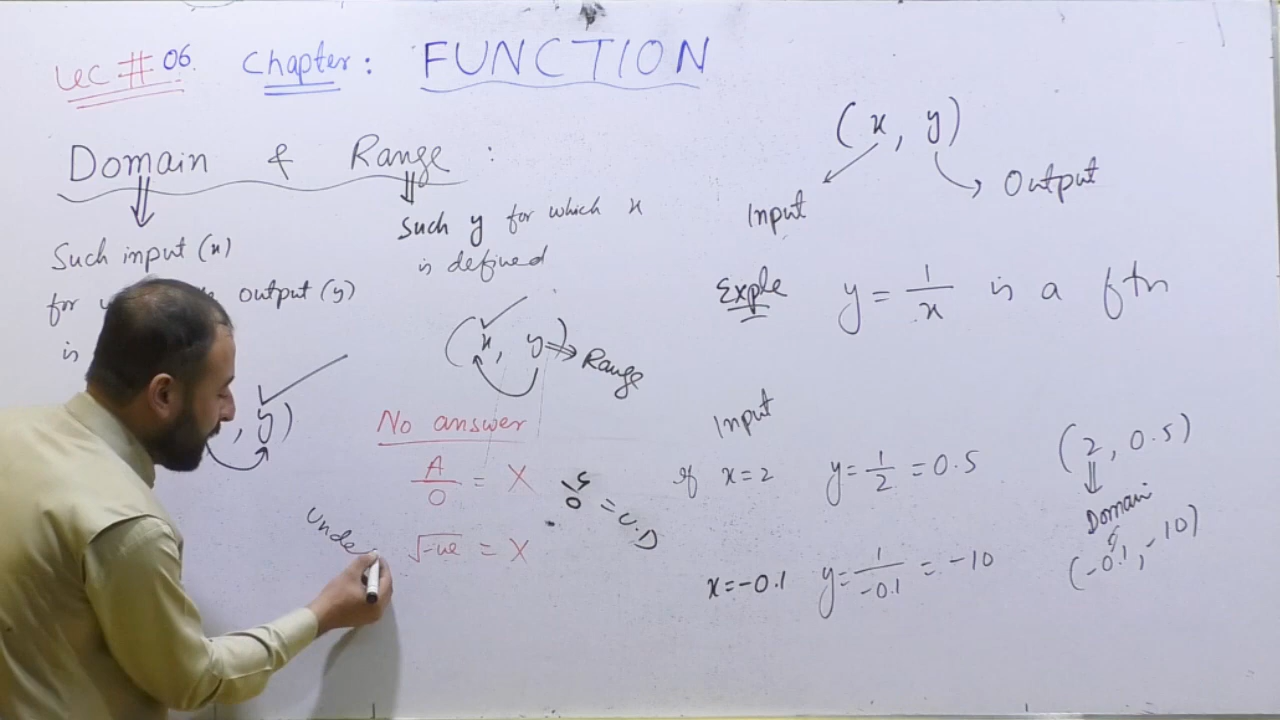 Lec # 06. Chapter: FUNCTION
Domain & Range :
Such input (x)
for output (y)
is
, y)
Such y for which x
is defined
(x, y) ⇒ Range
No answer
A/0 = X
√-ve = X
5/0 = U.D
Unde
(x, y)
Input
Output
Exple y = 1/x is a ftn
Input
if x = 2 y = 1/2 = 0.5 (2, 0.5)
Domain
x = -0.1 y = 1/-0.1 = -10 (-0.1, -10)